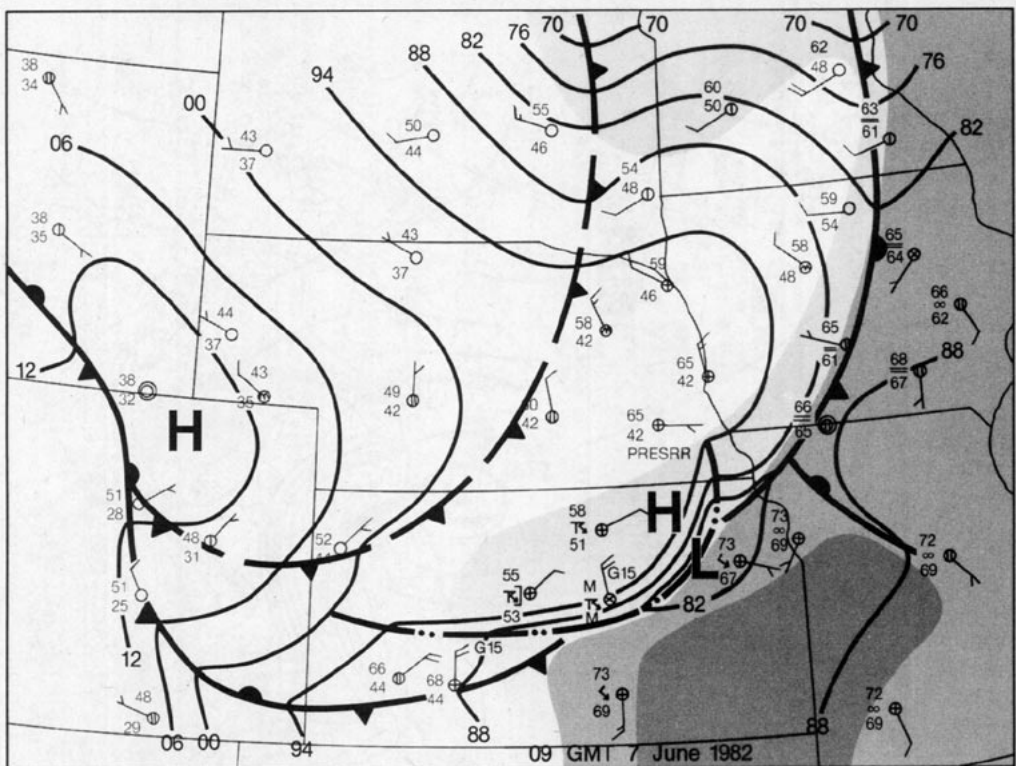 70 70 70 70
76 62
82 48
88 76
38 94 60
34 00 55 50 63
43 50 61
06 37 44 46 82
54
48 59
54
38 65
35 43 58 64
37 59 48
46 66
∞
44 58 65 62
37 42 61
68 88
67
12 38 43 49 65
32 35 42 42
66
H 42 65 65
42
PRESRR
51 58 H 73
28 48 52 51 ∞
31 44 73 69 72
∞
L 69
51 55 M G15 67
25 53 M 82
12 G15
66 68
48 44 44 73 72
29 69 ∞
69
06 00 94 88 88
09 GMT 7 June 1982